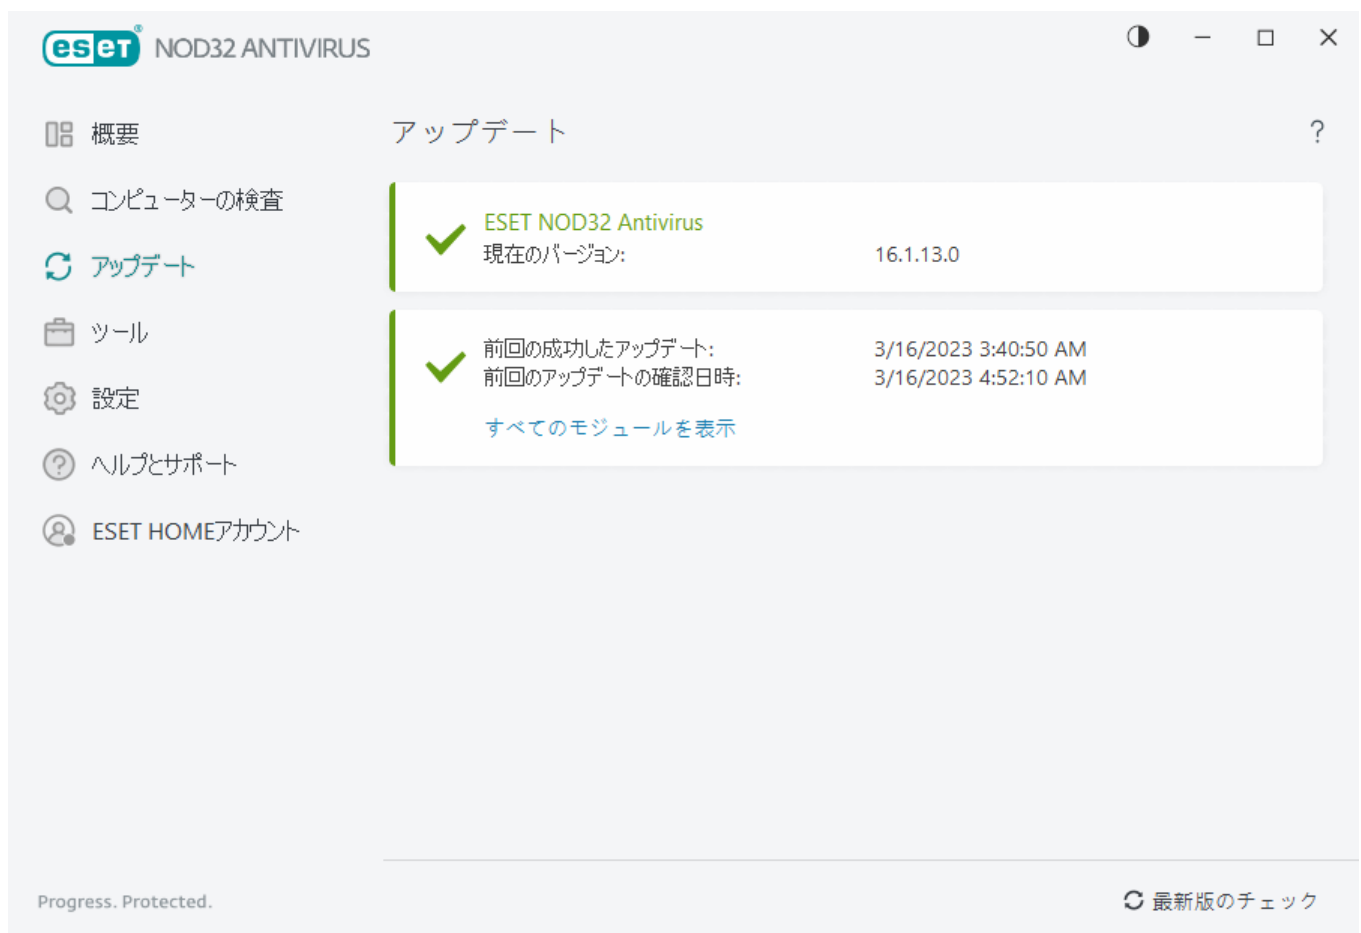 eset® NOD32 ANTIVIRUS
概要
コンピューターの検査
アップデート
ツール
設定
ヘルプとサポート
ESET HOMEアカウント
アップデート
?
ESET NOD32 Antivirus
現在のバージョン: 16.1.13.0
前回の成功したアップデート: 3/16/2023 3:40:50 AM
前回のアップデートの確認日時: 3/16/2023 4:52:10 AM
すべてのモジュールを表示
Progress. Protected.
最新版のチェック